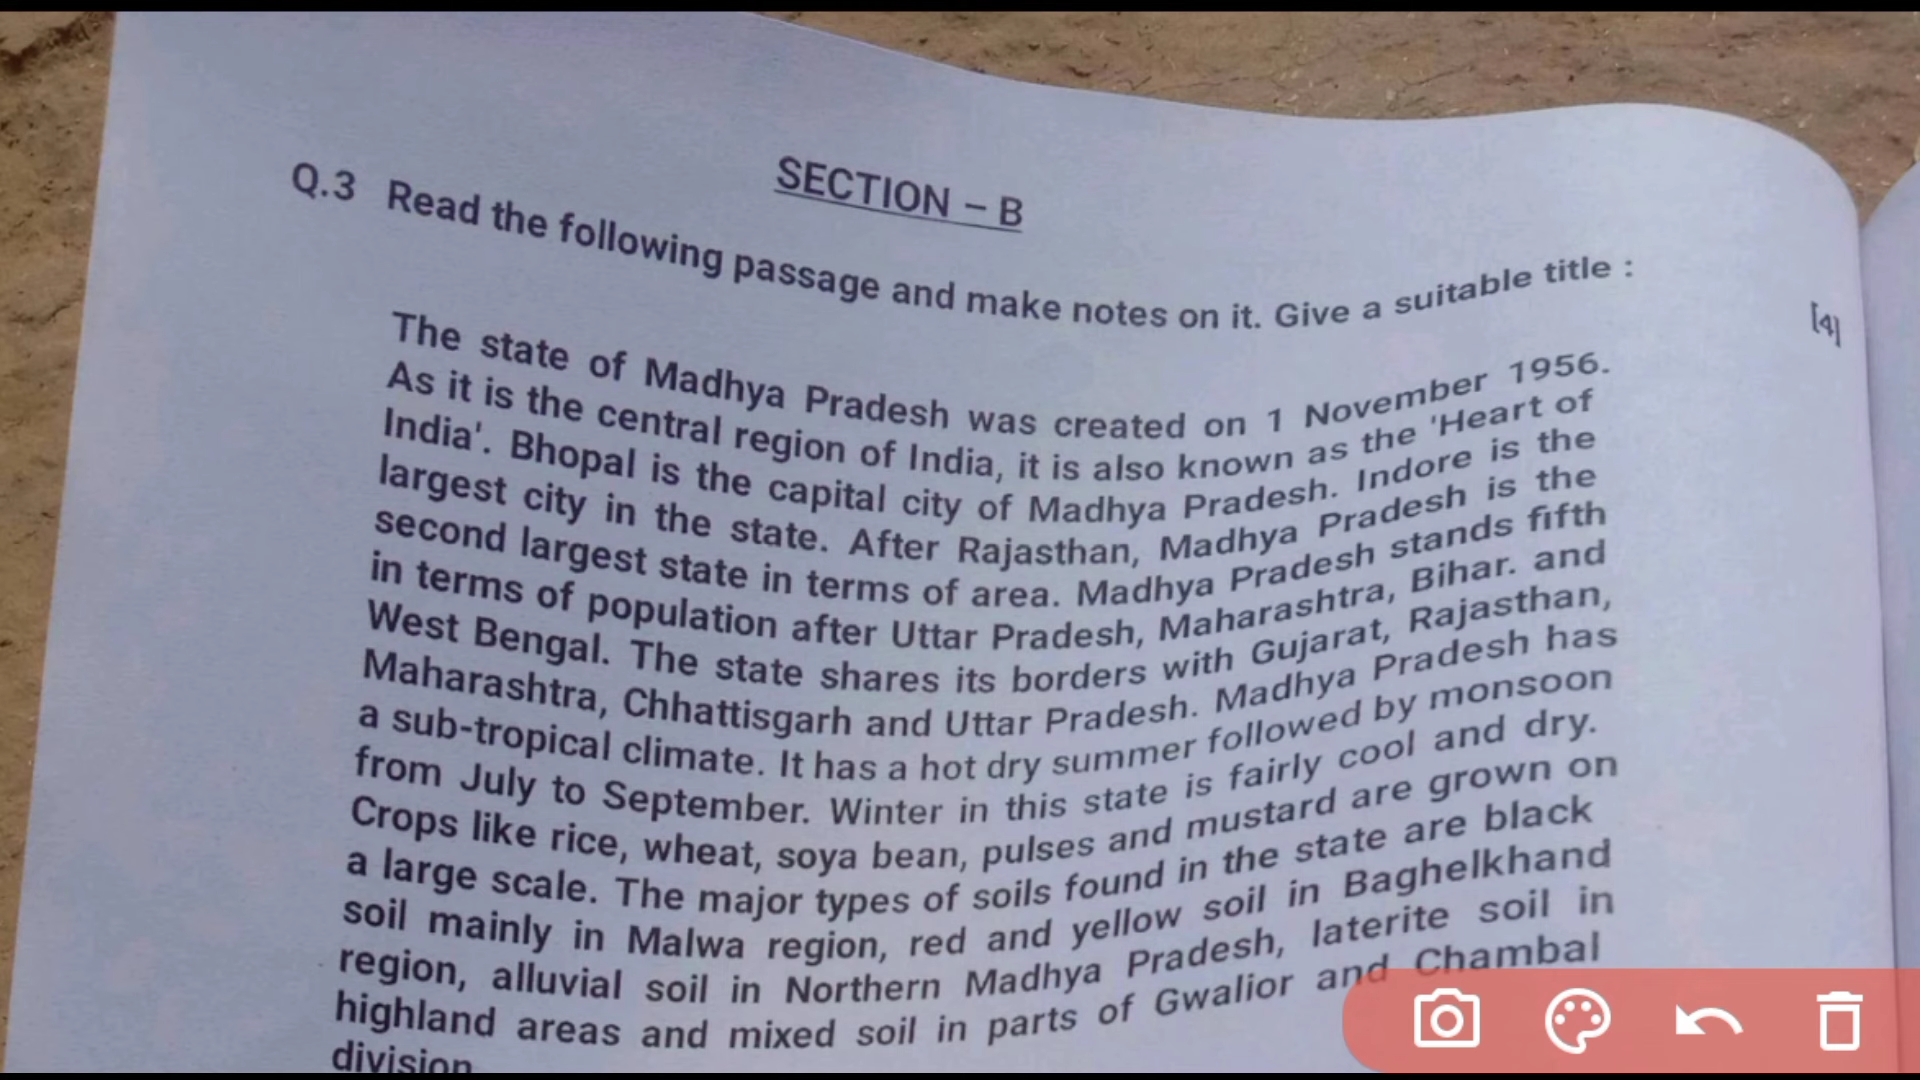 SECTION – B
Q.3 Read the following passage and make notes on it. Give a suitable title :
[4]
The state of Madhya Pradesh was created on 1 November 1956.
As it is the central region of India, it is also known as the 'Heart of
India'. Bhopal is the capital city of Madhya Pradesh. Indore is the
largest city in the state. After Rajasthan, Madhya Pradesh is the
second largest state in terms of area. Madhya Pradesh stands fifth
in terms of population after Uttar Pradesh, Maharashtra, Bihar. and
West Bengal. The state shares its borders with Gujarat, Rajasthan,
Maharashtra, Chhattisgarh and Uttar Pradesh. Madhya Pradesh has
a sub-tropical climate. It has a hot dry summer followed by monsoon
from July to September. Winter in this state is fairly cool and dry.
Crops like rice, wheat, soya bean, pulses and mustard are grown on
a large scale. The major types of soils found in the state are black
soil mainly in Malwa region, red and yellow soil in Baghelkhand
region, alluvial soil in Northern Madhya Pradesh, laterite soil in
highland areas and mixed soil in parts of Gwalior and Chambal
division